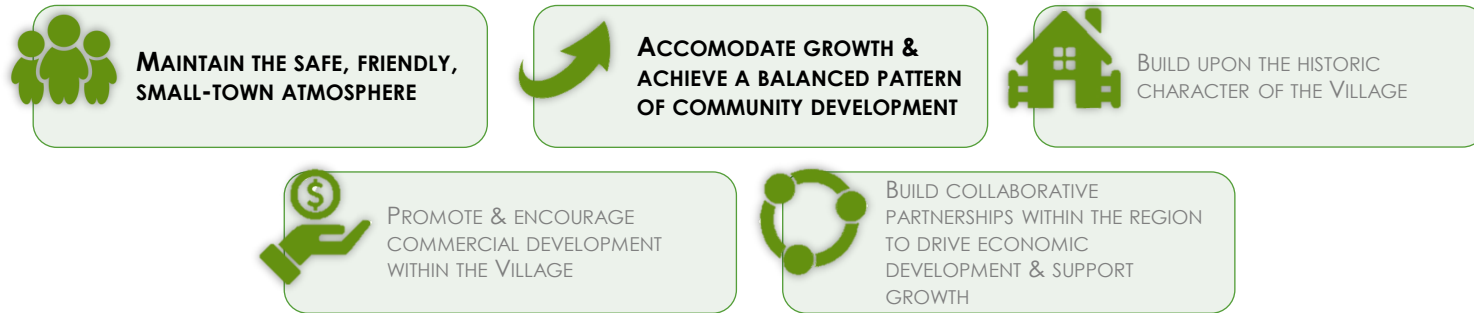 MAINTAIN THE SAFE, FRIENDLY,
SMALL-TOWN ATMOSPHERE
ACCOMODATE GROWTH &
ACHIEVE A BALANCED PATTERN
OF COMMUNITY DEVELOPMENT
BUILD UPON THE HISTORIC
CHARACTER OF THE VILLAGE
$
PROMOTE & ENCOURAGE
COMMERCIAL DEVELOPMENT
WITHIN THE VILLAGE
BUILD COLLABORATIVE
PARTNERSHIPS WITHIN THE REGION
TO DRIVE ECONOMIC
DEVELOPMENT & SUPPORT
GROWTH